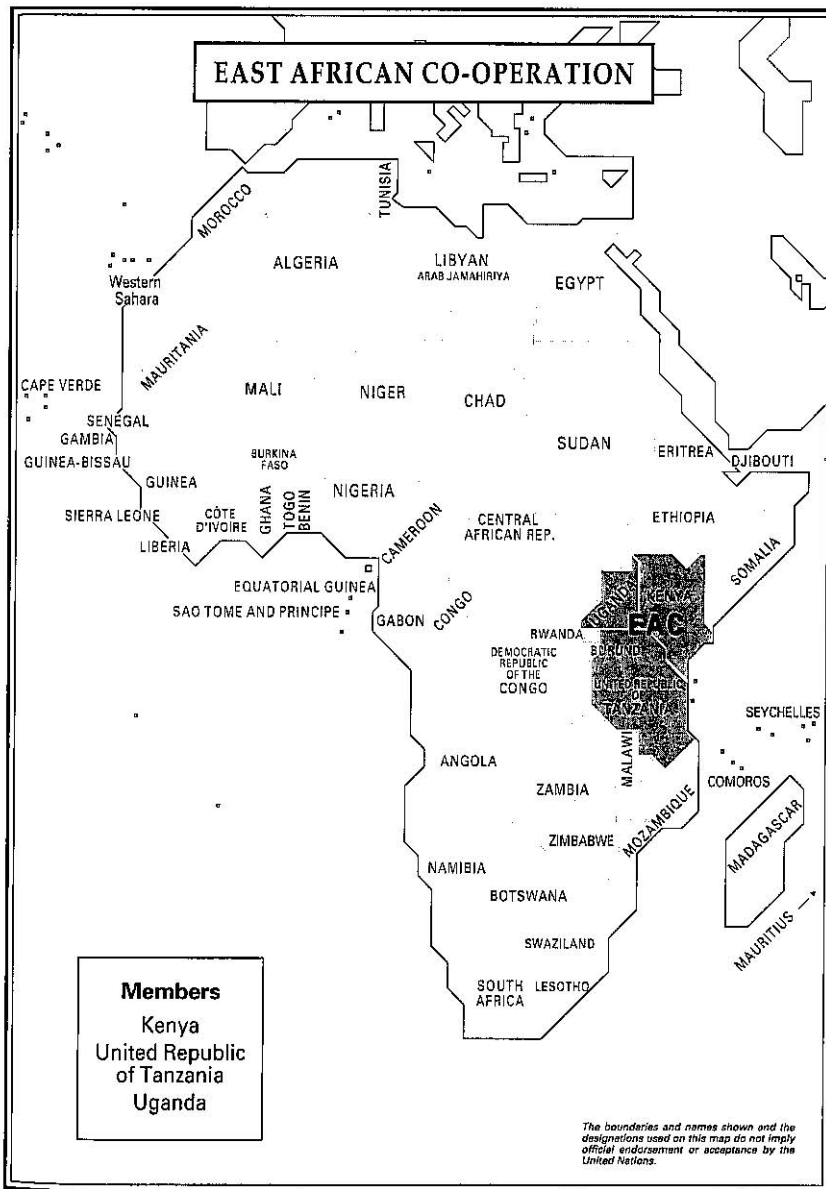 EAST AFRICAN CO-OPERATION
MOROCCO
TUNISIA
ALGERIA
LIBYAN
ARAB JAMAHIRIYA
EGYPT
Western
Sahara
MAURITANIA
CAPE VERDE
MALI
NIGER
CHAD
SUDAN
ERITREA
DJIBOUTI
SENEGAL
GAMBIA
GUINEA-BISSAU
GUINEA
SIERRA LEONE
LIBERIA
CÔTE
D'IVOIRE
BURKINA
FASO
GHANA
TOGO
BENIN
NIGERIA
CAMEROON
CENTRAL
AFRICAN REP.
ETHIOPIA
SOMALIA
EQUATORIAL GUINEA
SAO TOME AND PRINCIPE
GABON
CONGO
UGANDA
KENYA
EAC
RWANDA
BURUNDI
DEMOCRATIC
REPUBLIC
OF THE
CONGO
UNITED REPUBLIC
OF
TANZANIA
SEYCHELLES
ANGOLA
ZAMBIA
MALAWI
MOZAMBIQUE
COMOROS
ZIMBABWE
MADAGASCAR
NAMIBIA
BOTSWANA
MAURITIUS
SWAZILAND
SOUTH
AFRICA
LESOTHO
Members
Kenya
United Republic
of Tanzania
Uganda
The boundaries and names shown and the
designations used on this map do not imply
official endorsement or acceptance by the
United Nations.